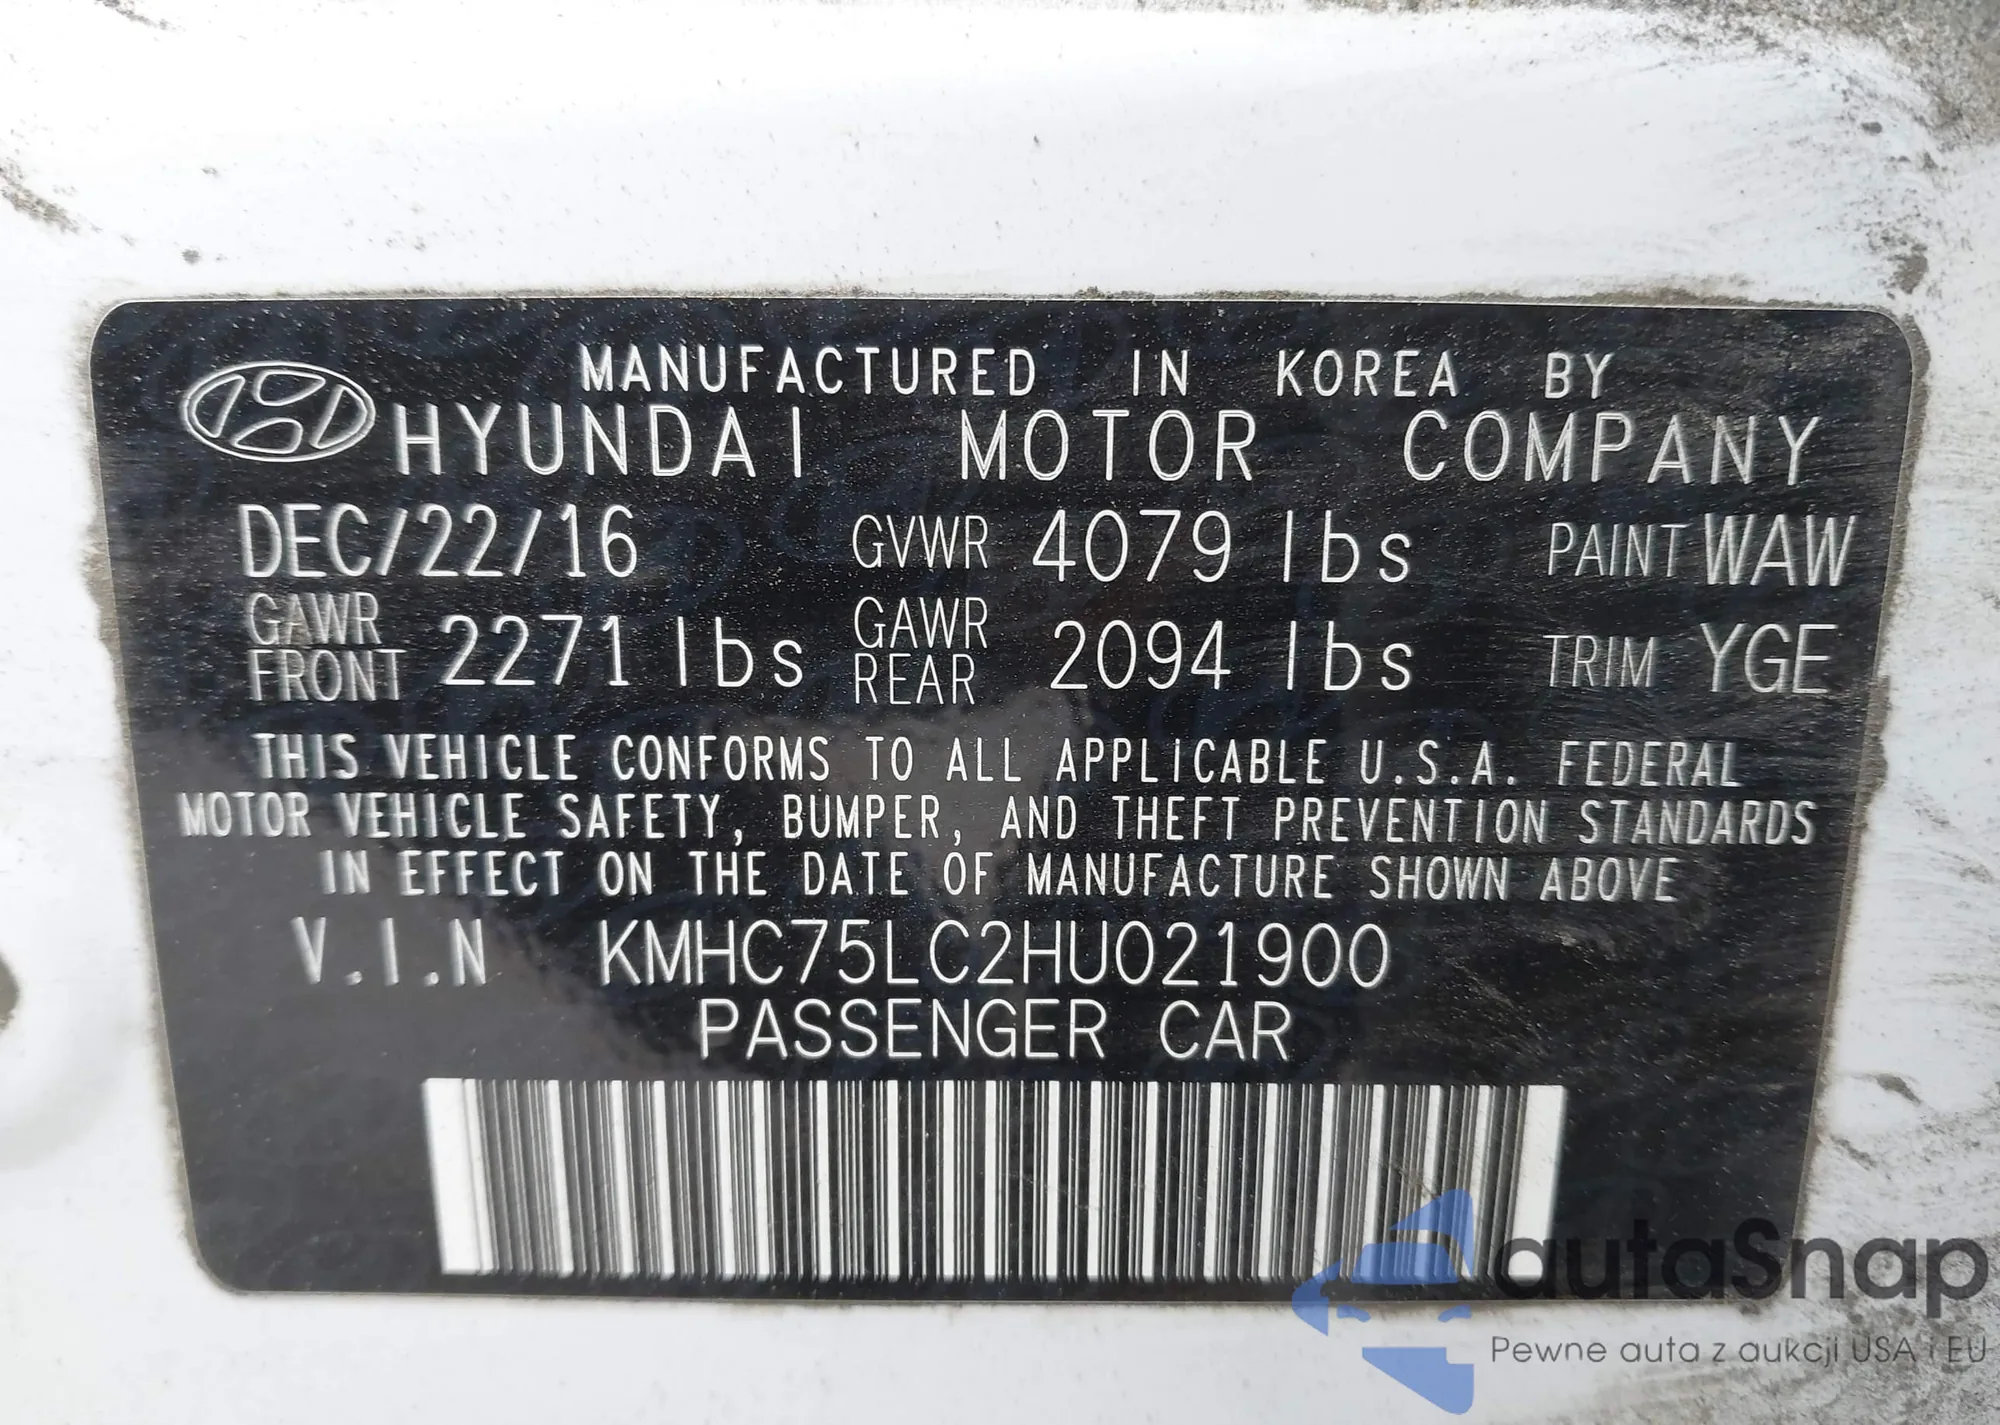 MANUFACTURED IN KOREA BY
HYUNDAI MOTOR COMPANY
DEC/22/16 GVWR 4079 lbs PAINT WAW
GAWR FRONT 2271 lbs GAWR REAR 2094 lbs TRIM YGE
THIS VEHICLE CONFORMS TO ALL APPLICABLE U.S.A. FEDERAL
MOTOR VEHICLE SAFETY, BUMPER, AND THEFT PREVENTION STANDARDS
IN EFFECT ON THE DATE OF MANUFACTURE SHOWN ABOVE
V.I.N KMHC75LC2HU021900
PASSENGER CAR
autaSnap
Pewne auta z aukcji USA i EU